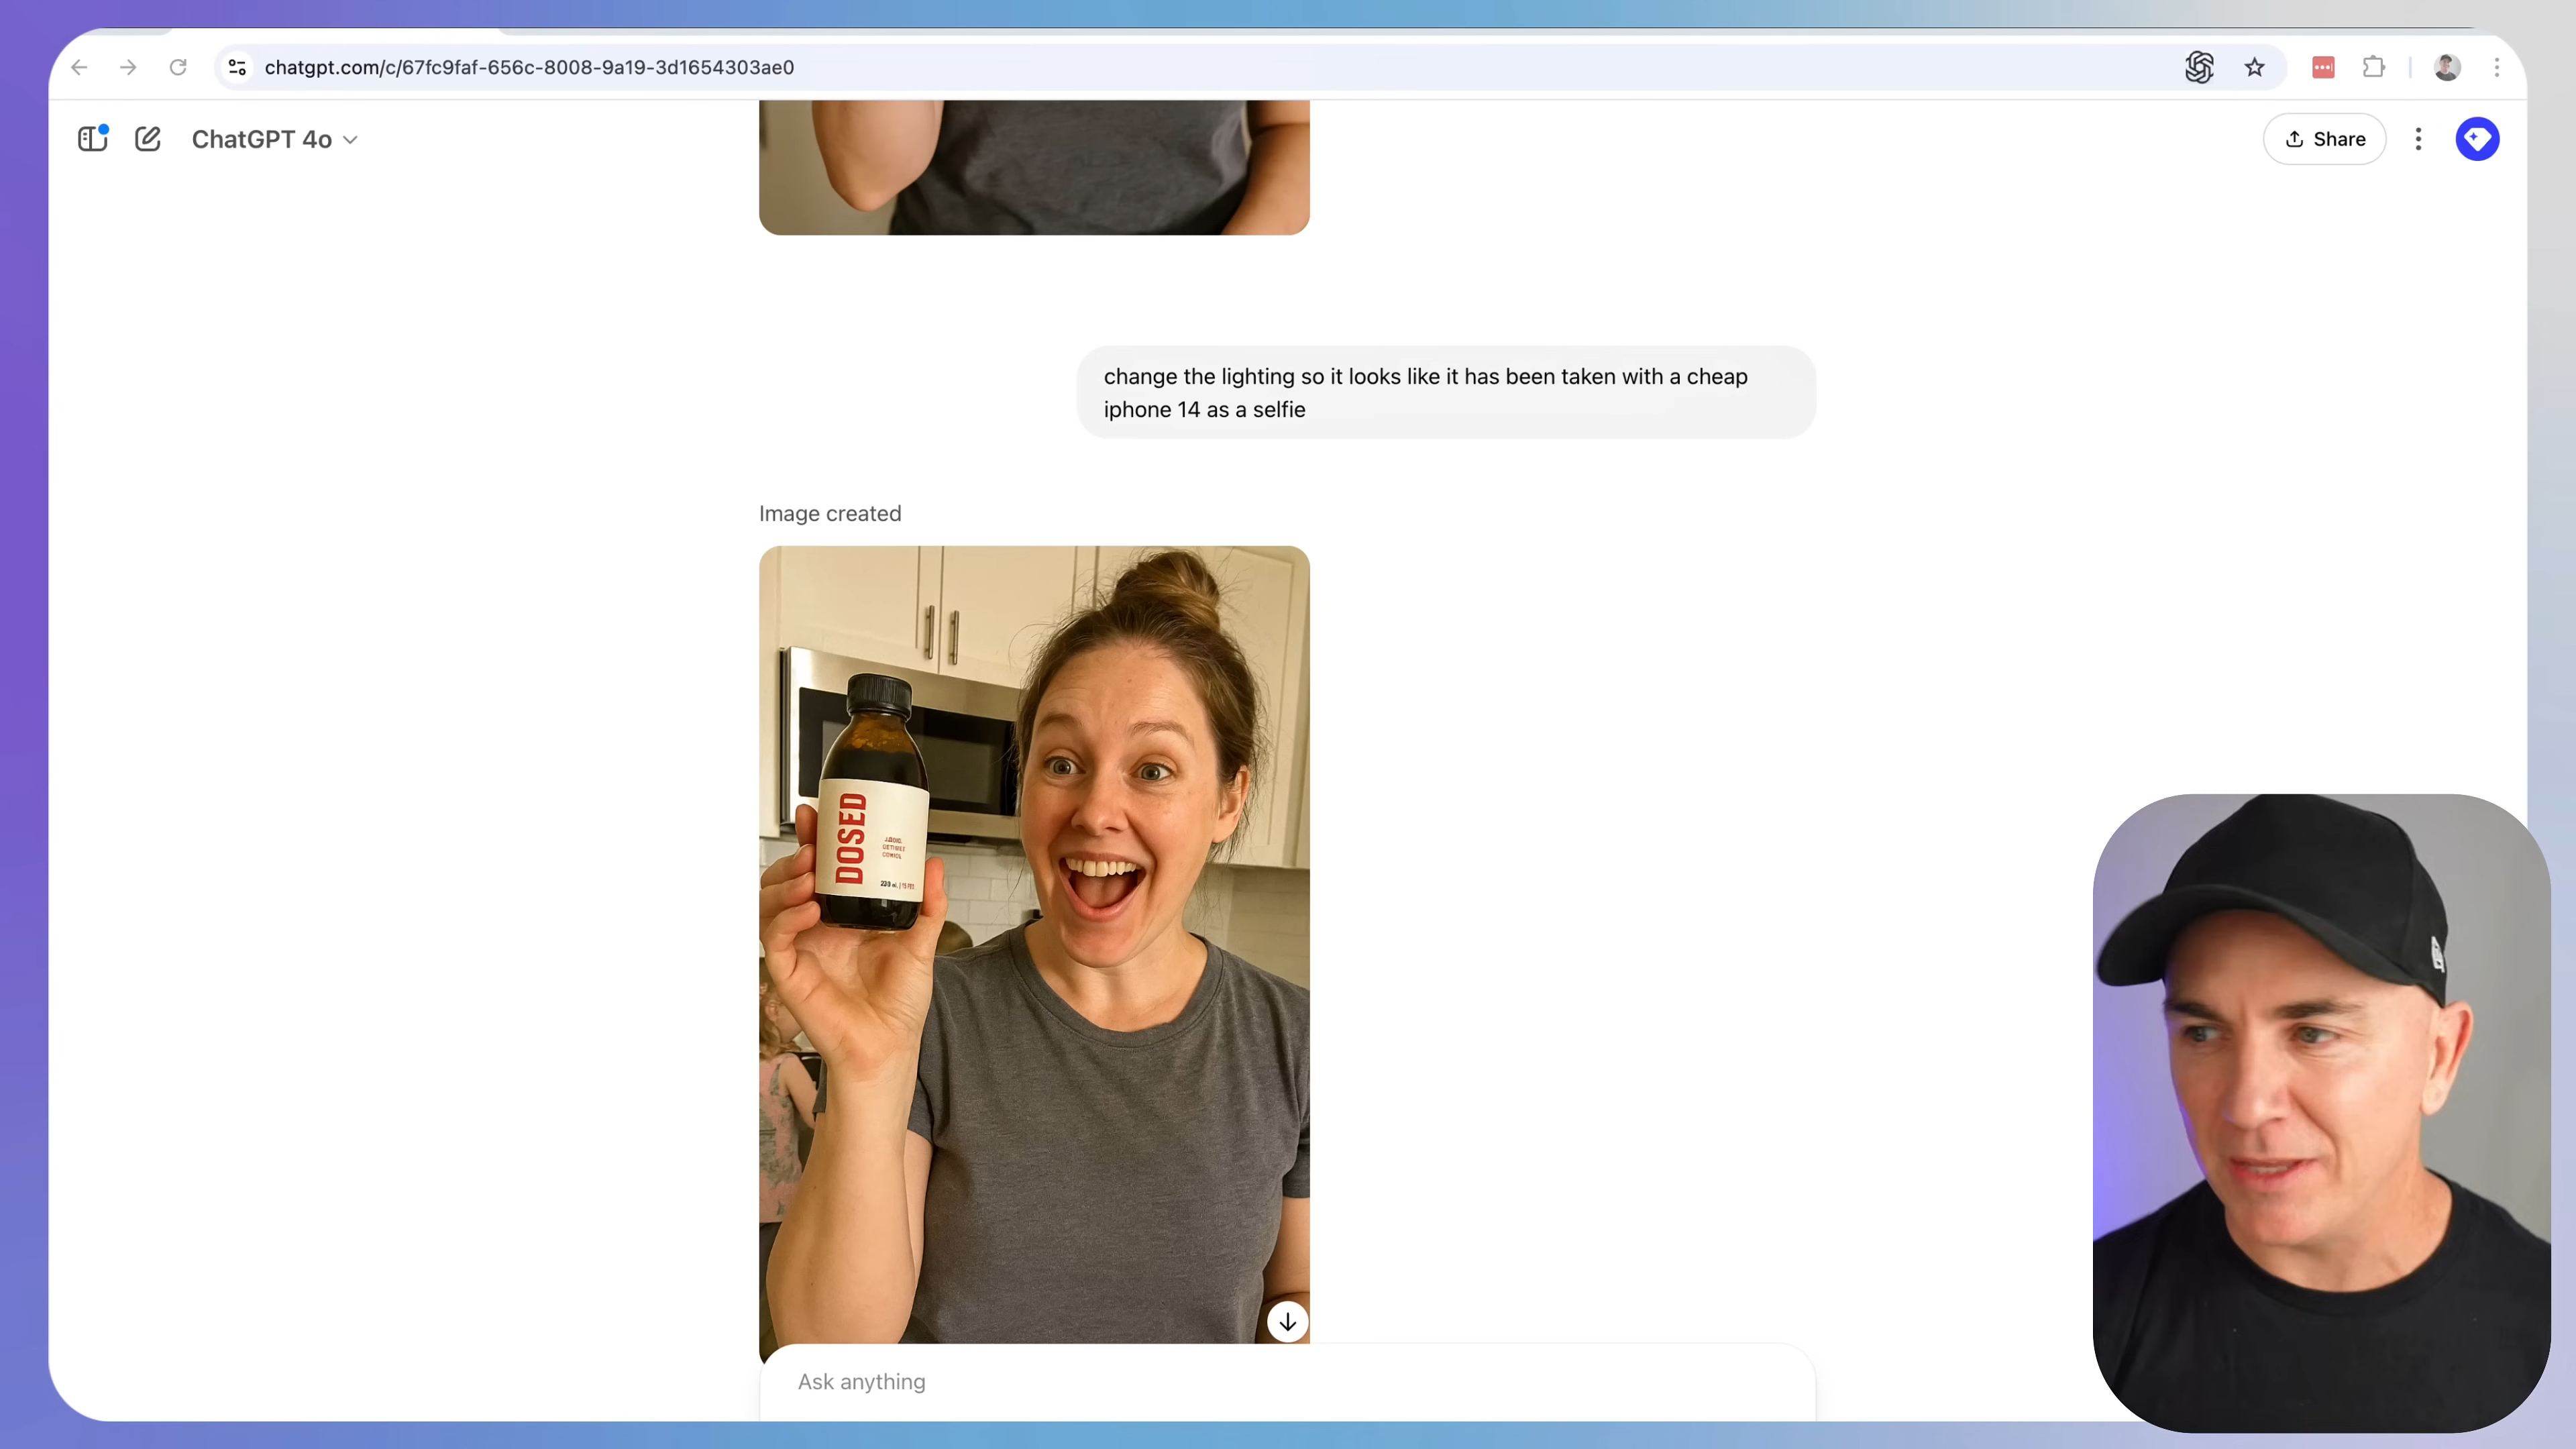 chatgpt.com/c/67fc9faf-656c-8008-9a19-3d1654303ae0
ChatGPT 4o
Share
change the lighting so it looks like it has been taken with a cheap
iphone 14 as a selfie
Image created
DOSED
Ask anything